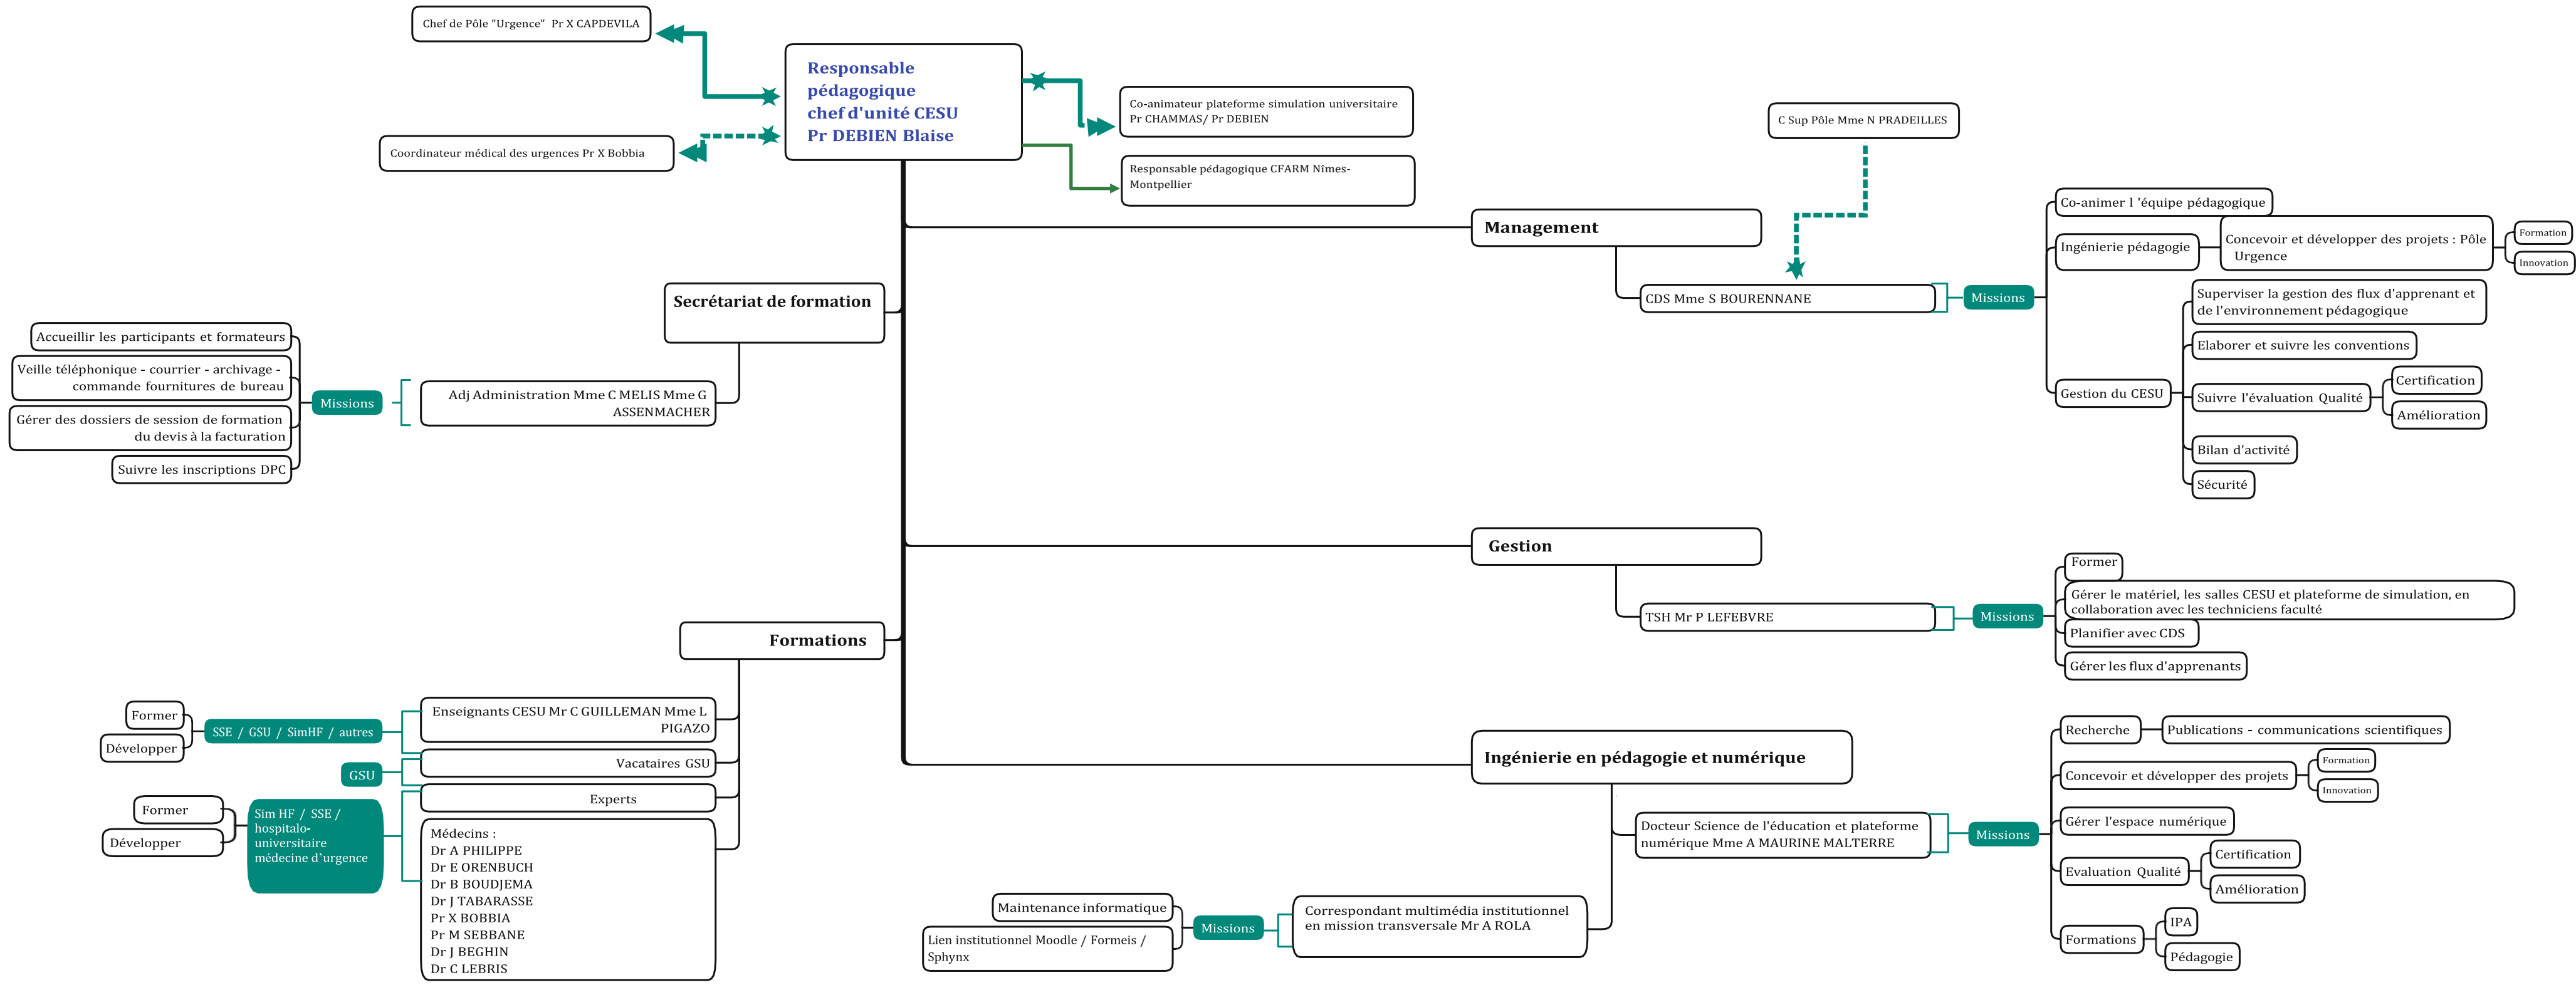 Chef de Pôle "Urgence" Pr X CAPDEVILA
Coordinateur médical des urgences Pr X Bobbia
Responsable
pédagogique
chef d'unité CESU
Pr DEBIEN Blaise
Co-animateur plateforme simulation universitaire
Pr CHAMMAS/ Pr DEBIEN
Responsable pédagogique CFARM Nîmes-
Montpellier
C Sup Pôle Mme N PRADEILLES
Management
CDS Mme S BOURENNANE
Missions
Co-animer l 'équipe pédagogique
Ingénierie pédagogie
Concevoir et développer des projets : Pôle
Urgence
Formation
Innovation
Gestion du CESU
Superviser la gestion des flux d'apprenant et
de l'environnement pédagogique
Elaborer et suivre les conventions
Suivre l'évaluation Qualité
Certification
Amélioration
Bilan d'activité
Sécurité
Secrétariat de formation
Adj Administration Mme C MELIS Mme G
ASSENMACHER
Missions
Accueillir les participants et formateurs
Veille téléphonique - courrier - archivage -
commande fournitures de bureau
Gérer des dossiers de session de formation
du devis à la facturation
Suivre les inscriptions DPC
Gestion
TSH Mr P LEFEBVRE
Missions
Former
Gérer le matériel, les salles CESU et plateforme de simulation, en
collaboration avec les techniciens faculté
Planifier avec CDS
Gérer les flux d'apprenants
Formations
Enseignants CESU Mr C GUILLEMAN Mme L
PIGAZO
SSE / GSU / SimHF / autres
Former
Développer
Vacataires GSU
GSU
Experts
Médecins :
Dr A PHILIPPE
Dr E ORENBUCH
Dr B BOUDJEMA
Dr J TABARASSE
Pr X BOBBIA
Pr M SEBBANE
Dr J BEGHIN
Dr C LEBRIS
Sim HF / SSE /
hospitalo-
universitaire
médecine d'urgence
Former
Développer
Ingénierie en pédagogie et numérique
Docteur Science de l'éducation et plateforme
numérique Mme A MAURINE MALTERRE
Missions
Recherche
Publications - communications scientifiques
Concevoir et développer des projets
Formation
Innovation
Gérer l'espace numérique
Evaluation Qualité
Certification
Amélioration
Formations
IPA
Pédagogie
Correspondant multimédia institutionnel
en mission transversale Mr A ROLA
Missions
Maintenance informatique
Lien institutionnel Moodle / Formeis /
Sphynx